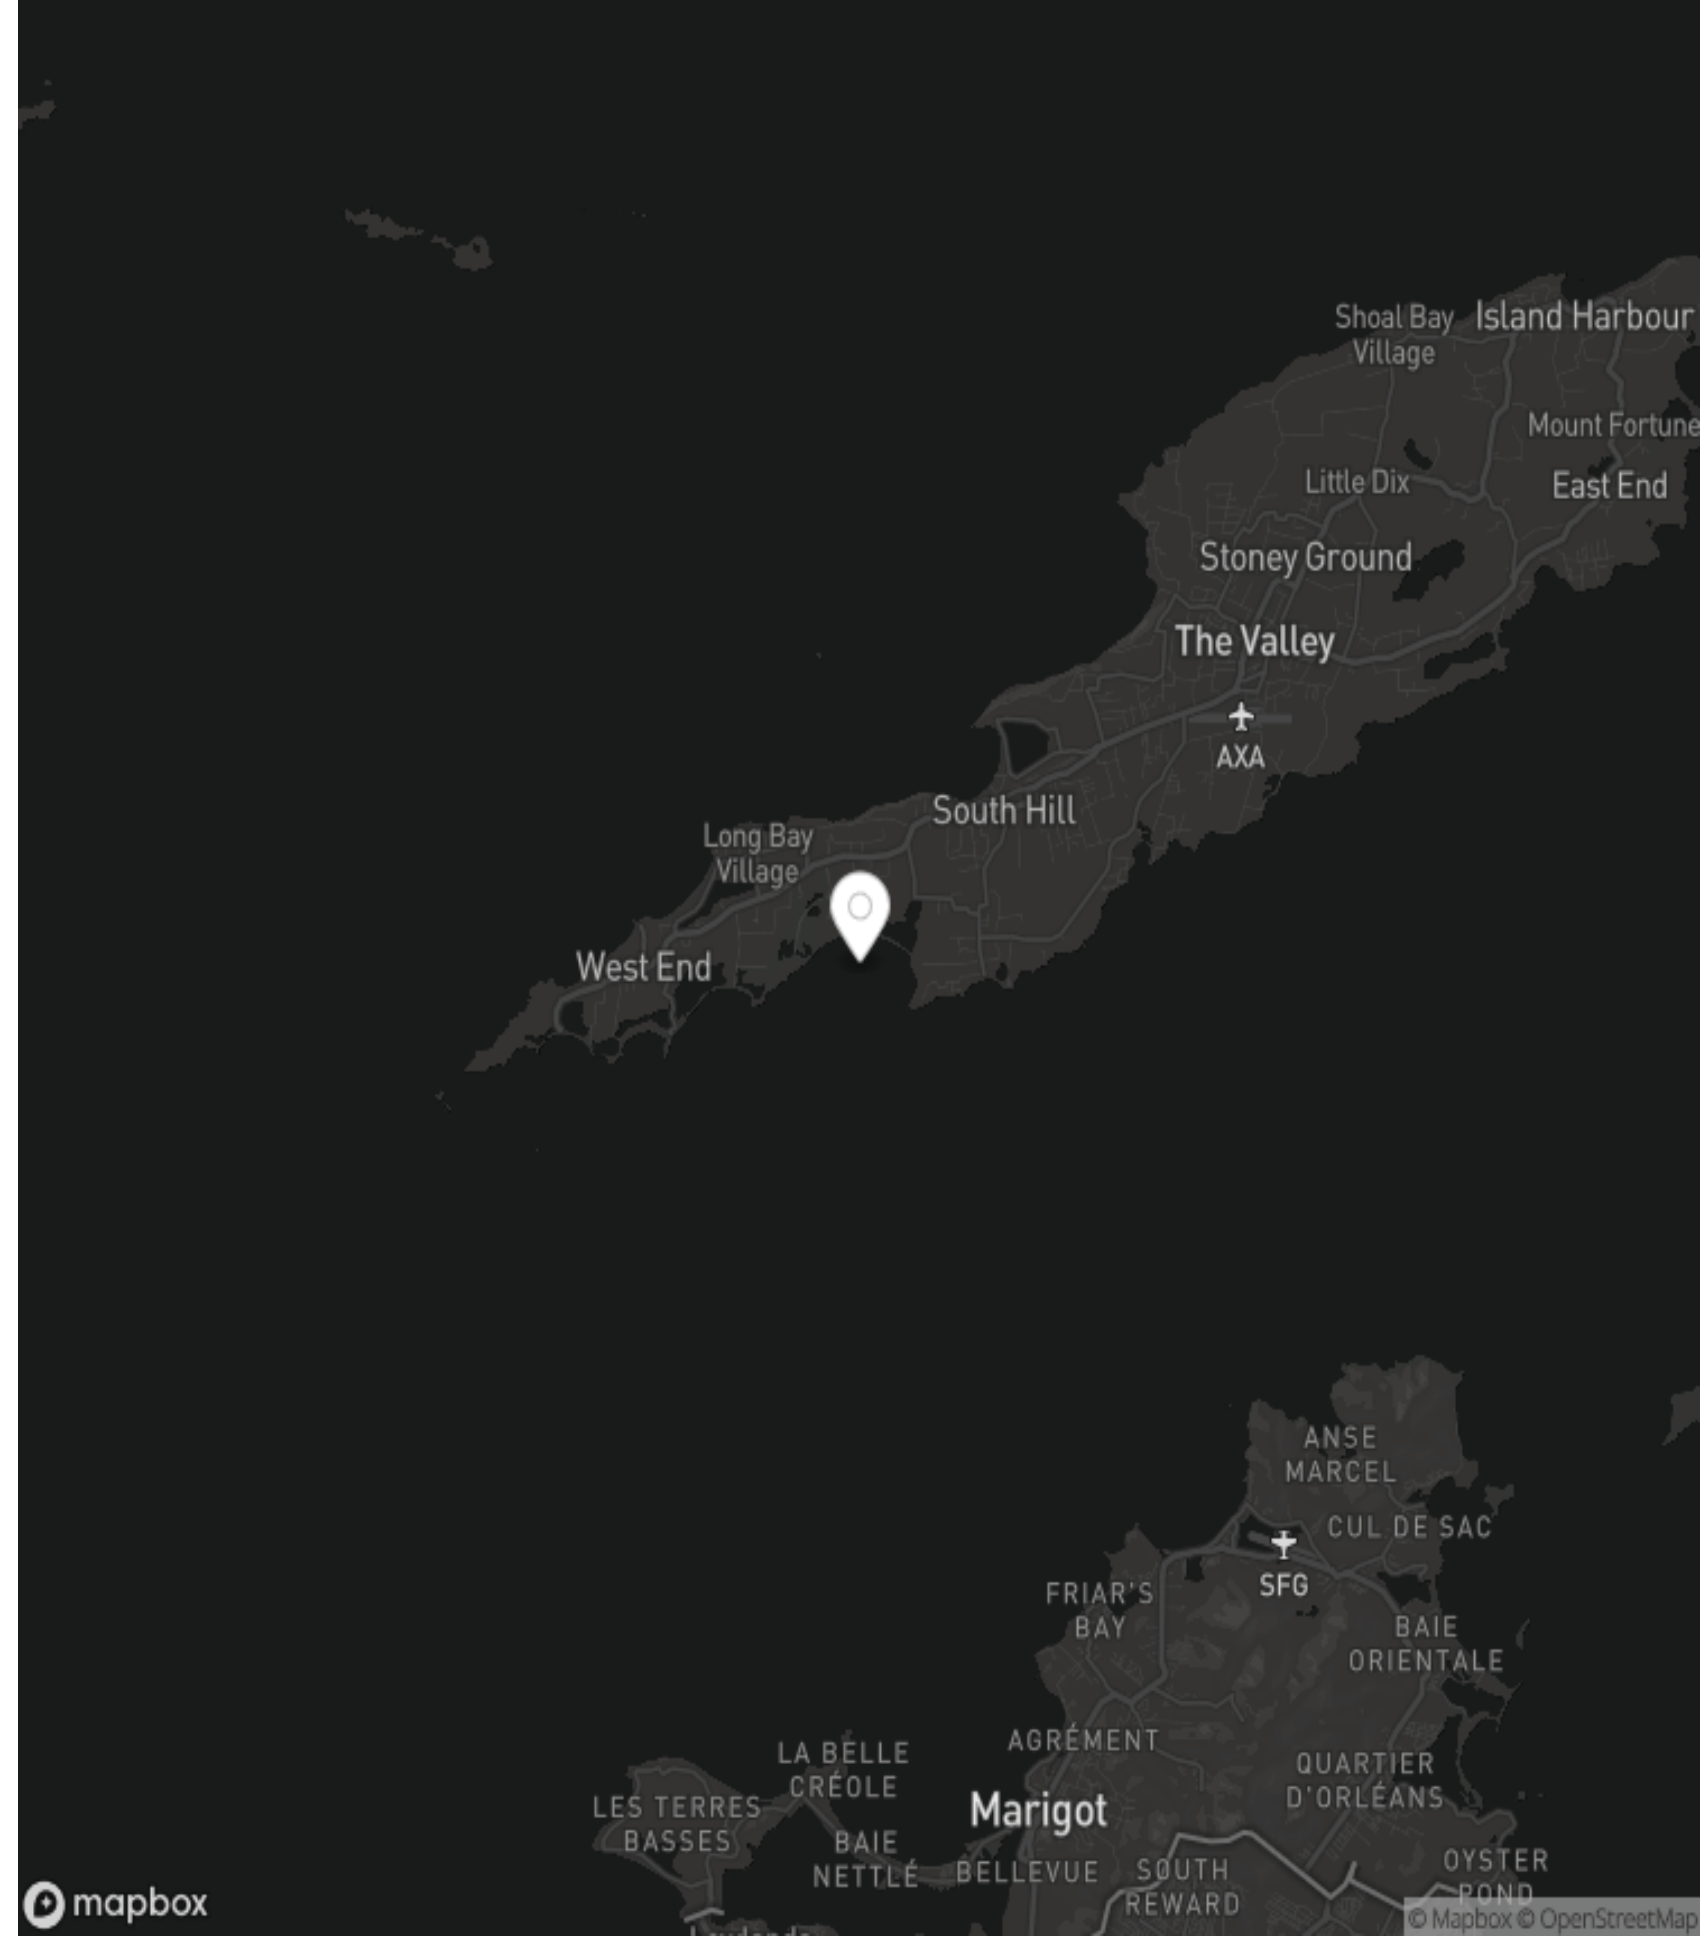 Shoal Bay
Village
Island Harbour
Mount Fortune
Little Dix
East End
Stoney Ground
The Valley
AXA
South Hill
Long Bay
Village
West End
ANSE
MARCEL
CUL DE SAC
SFG
FRIAR'S
BAY
BAIE
ORIENTALE
AGRÉMENT
LA BELLE
CRÉOLE
QUARTIER
D'ORLÉANS
LES TERRES
BASSES
Marigot
BAIE
NETTLÉ
BELLEVUE
SOUTH
REWARD
OYSTER
POND
mapbox
© Mapbox © OpenStreetMap